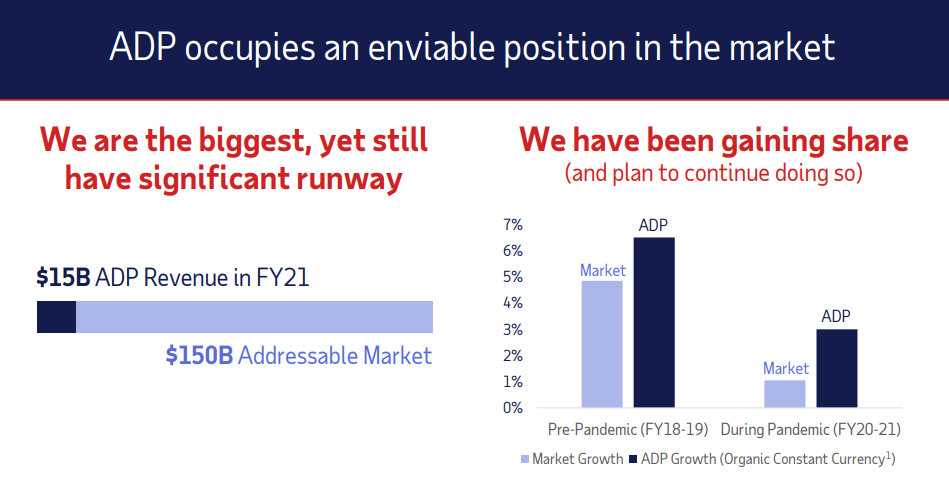 ADP occupies an enviable position in the market
We are the biggest, yet still
have significant runway
$15B ADP Revenue in FY21
$150B Addressable Market
We have been gaining share
(and plan to continue doing so)
7%
6%
5%
4%
3%
2%
1%
0%
Market
ADP
Market
ADP
Pre-Pandemic (FY18-19)
During Pandemic (FY20-21)
Market Growth
ADP Growth (Organic Constant Currency¹)